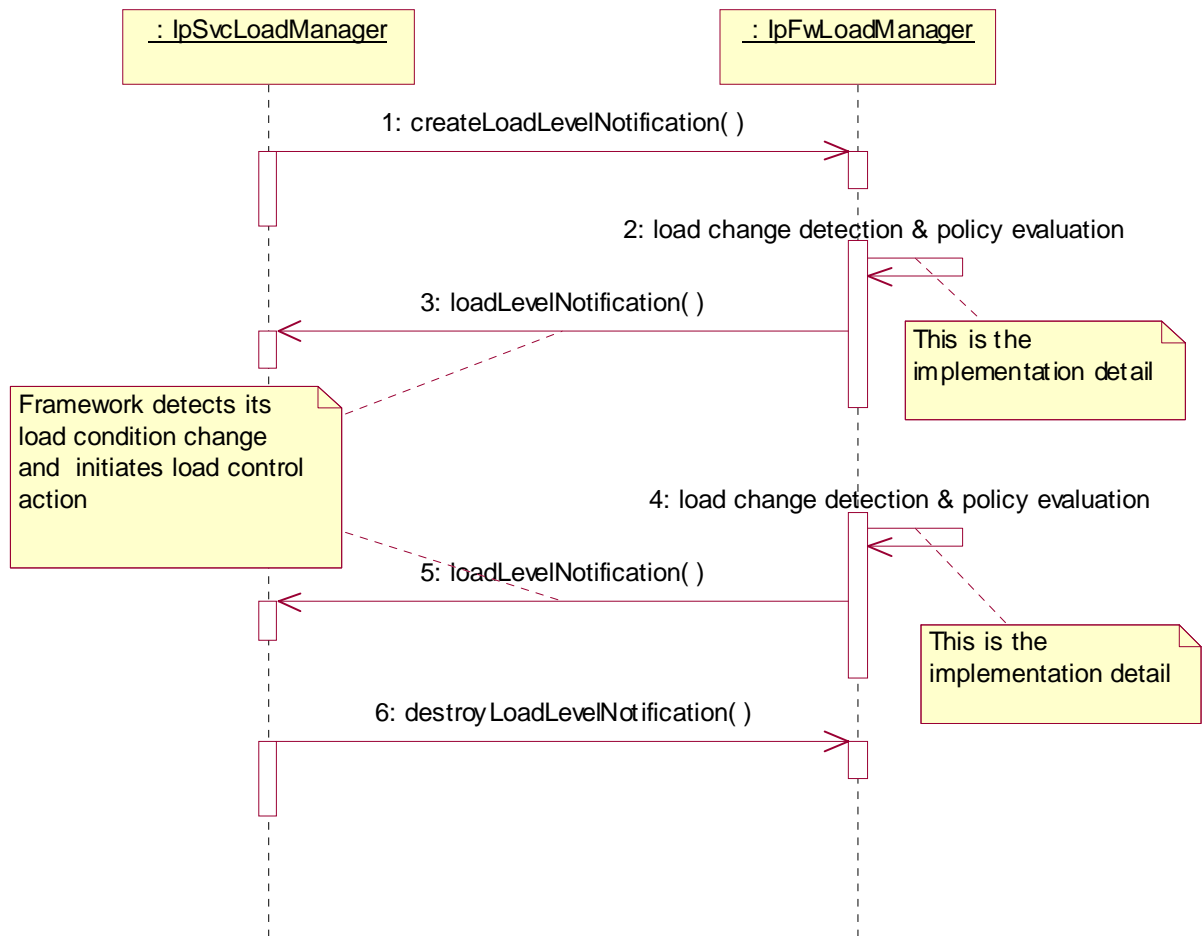 : IpSvcLoadManager
: IpFwLoadManager
1: createLoadLevelNotification( )
2: load change detection & policy evaluation
3: loadLevelNotification( )
This is the
implementation detail
Framework detects its
load condition change
and initiates load control
action
4: load change detection & policy evaluation
5: loadLevelNotification( )
This is the
implementation detail
6: destroyLoadLevelNotification( )